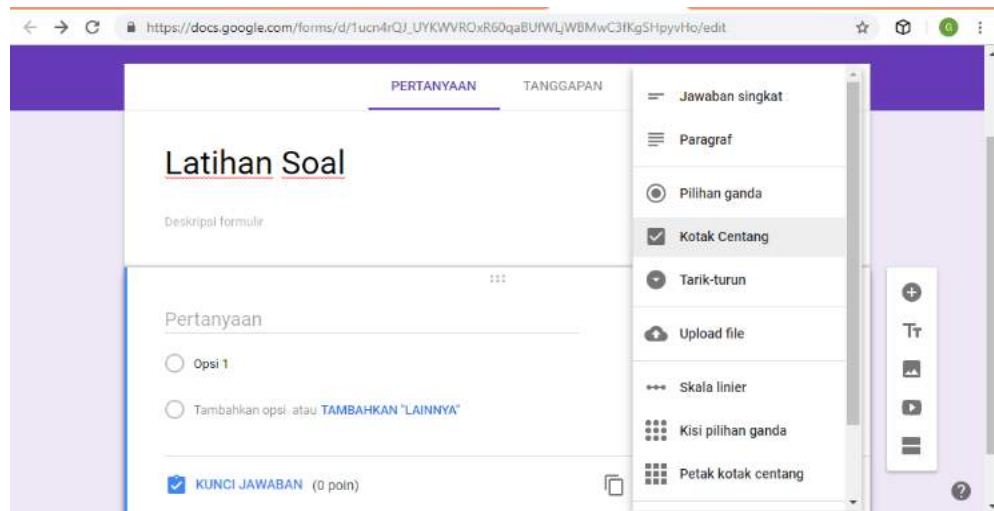 https://docs.google.com/forms/d/1ucn4rQJ_UYKWVROxR60qaBUfWLjWBMwC3fKgSHpyvHo/edit
G
PERTANYAAN
TANGGAPAN
Latihan Soal
Deskripsi formulir
Pertanyaan
Opsi 1
Tambahkan opsi atau TAMBAHKAN "LAINNYA"
KUNCI JAWABAN (0 poin)
Jawaban singkat
Paragraf
Pilihan ganda
Kotak Centang
Tarik-turun
Upload file
Skala linier
Kisi pilihan ganda
Petak kotak centang
Tт